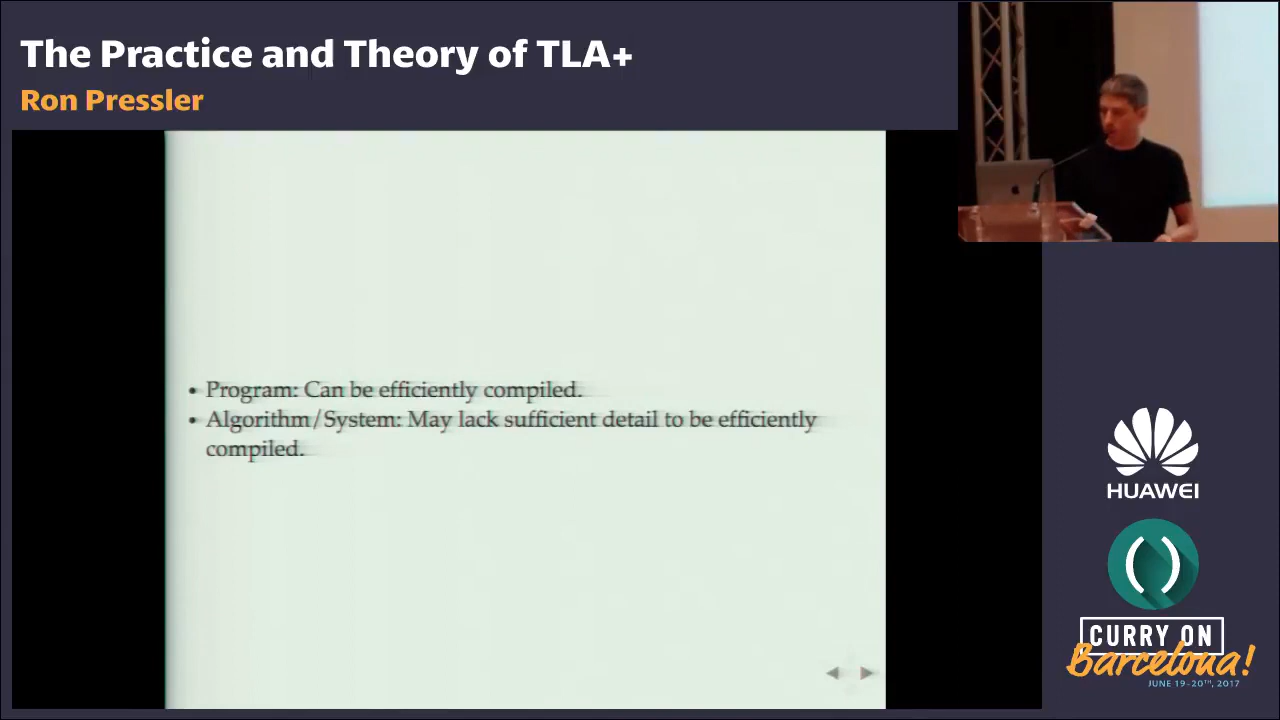 The Practice and Theory of TLA+
Ron Pressler
• Program: Can be efficiently compiled.
• Algorithm/System: May lack sufficient detail to be efficiently
compiled.
HUAWEI
()
CURRY ON
Barcelona!
JUNE 19-20TH, 2017